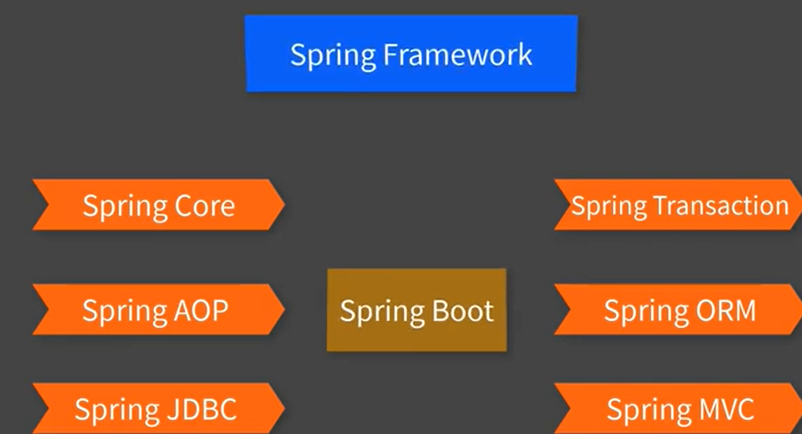 Spring Framework
Spring Core
Spring Transaction
Spring AOP
Spring Boot
Spring ORM
Spring JDBC
Spring MVC